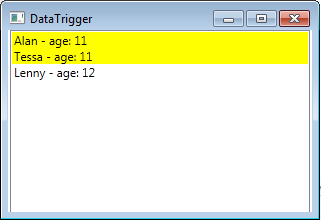 DataTrigger
Alan - age: 11
Tessa - age: 11
Lenny - age: 12